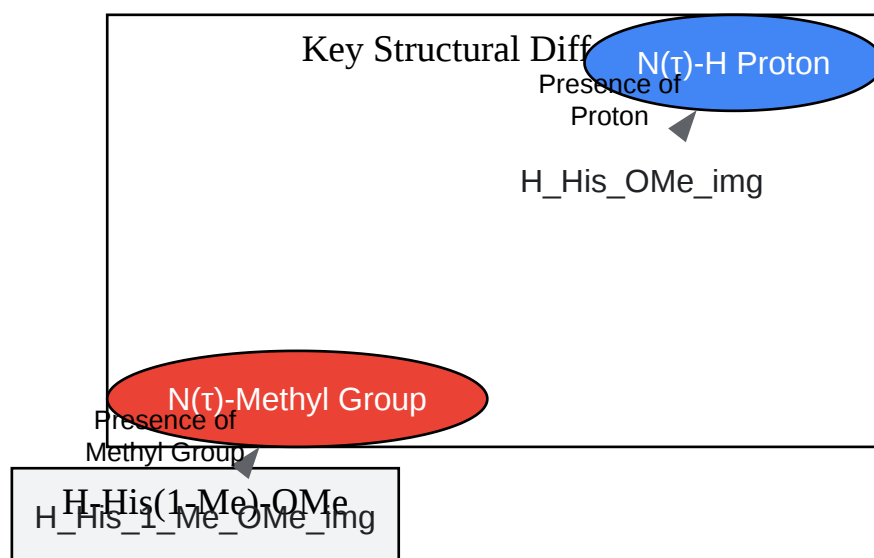 Key Structural Diff
N(τ)-H Proton
Presence of
Proton
H_His_OMe_img
N(τ)-Methyl Group
Presence of
Methyl Group
H-His(1-Me)-OMe
H_His_1_Me_OMe_img